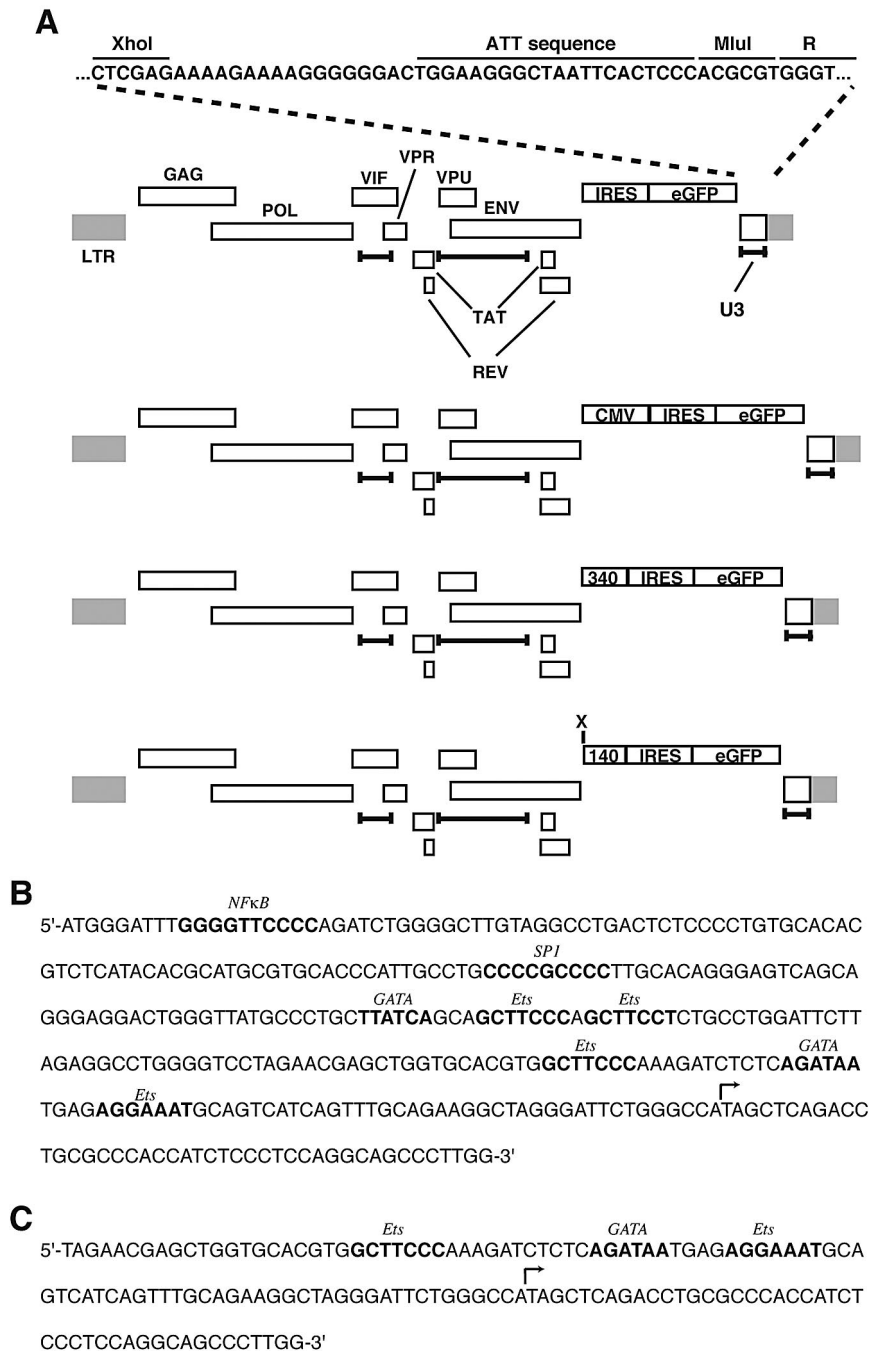 A
XhoI ATT sequence MluI R
...CTCGAGAAAAGAAAAGGGGGGACTGGAAGGGCTAATTCACTCCCACGCGTGGGT...
VPR
GAG VIF VPU
IRES eGFP
POL ENV
LTR
U3
TAT
REV
CMV IRES eGFP
340 IRES eGFP
X
140 IRES eGFP
B
NFκB
5'-ATGGGATTTGGGGTTCCCCAGATCTGGGGCTTGTAGGCCTGACTCTCCCCTGTGCACAC
SP1
GTCTCATACACGCATGCGTGCACCCATTGCCTGCCCCGCCCCTTGCACAGGGAGTCAGCA
GATA Ets Ets
GGGAGGACTGGGTTATGCCCTGCTTATCAGCAGCTTCCCAGCTTCCTCTGCCTGGATTCTT
Ets GATA
AGAGGCCTGGGGTCCTAGAACGAGCTGGTGCACGTGGCTTCCCAAAGATCTCTCAGATAA
Ets
TGAGAGGAAATGCAGTCATCAGTTTGCAGAAGGCTAGGGATTCTGGGCCATAGCTCAGACC
TGCGCCCACCATCTCCCTCCAGGCAGCCCTTGG-3'
C
Ets GATA Ets
5'-TAGAACGAGCTGGTGCACGTGGCTTCCCAAAGATCTCTCAGATAATGAGAGGAAATGCA
GTCATCAGTTTGCAGAAGGCTAGGGATTCTGGGCCATAGCTCAGACCTGCGCCCACCATCT
CCCTCCAGGCAGCCCTTGG-3'